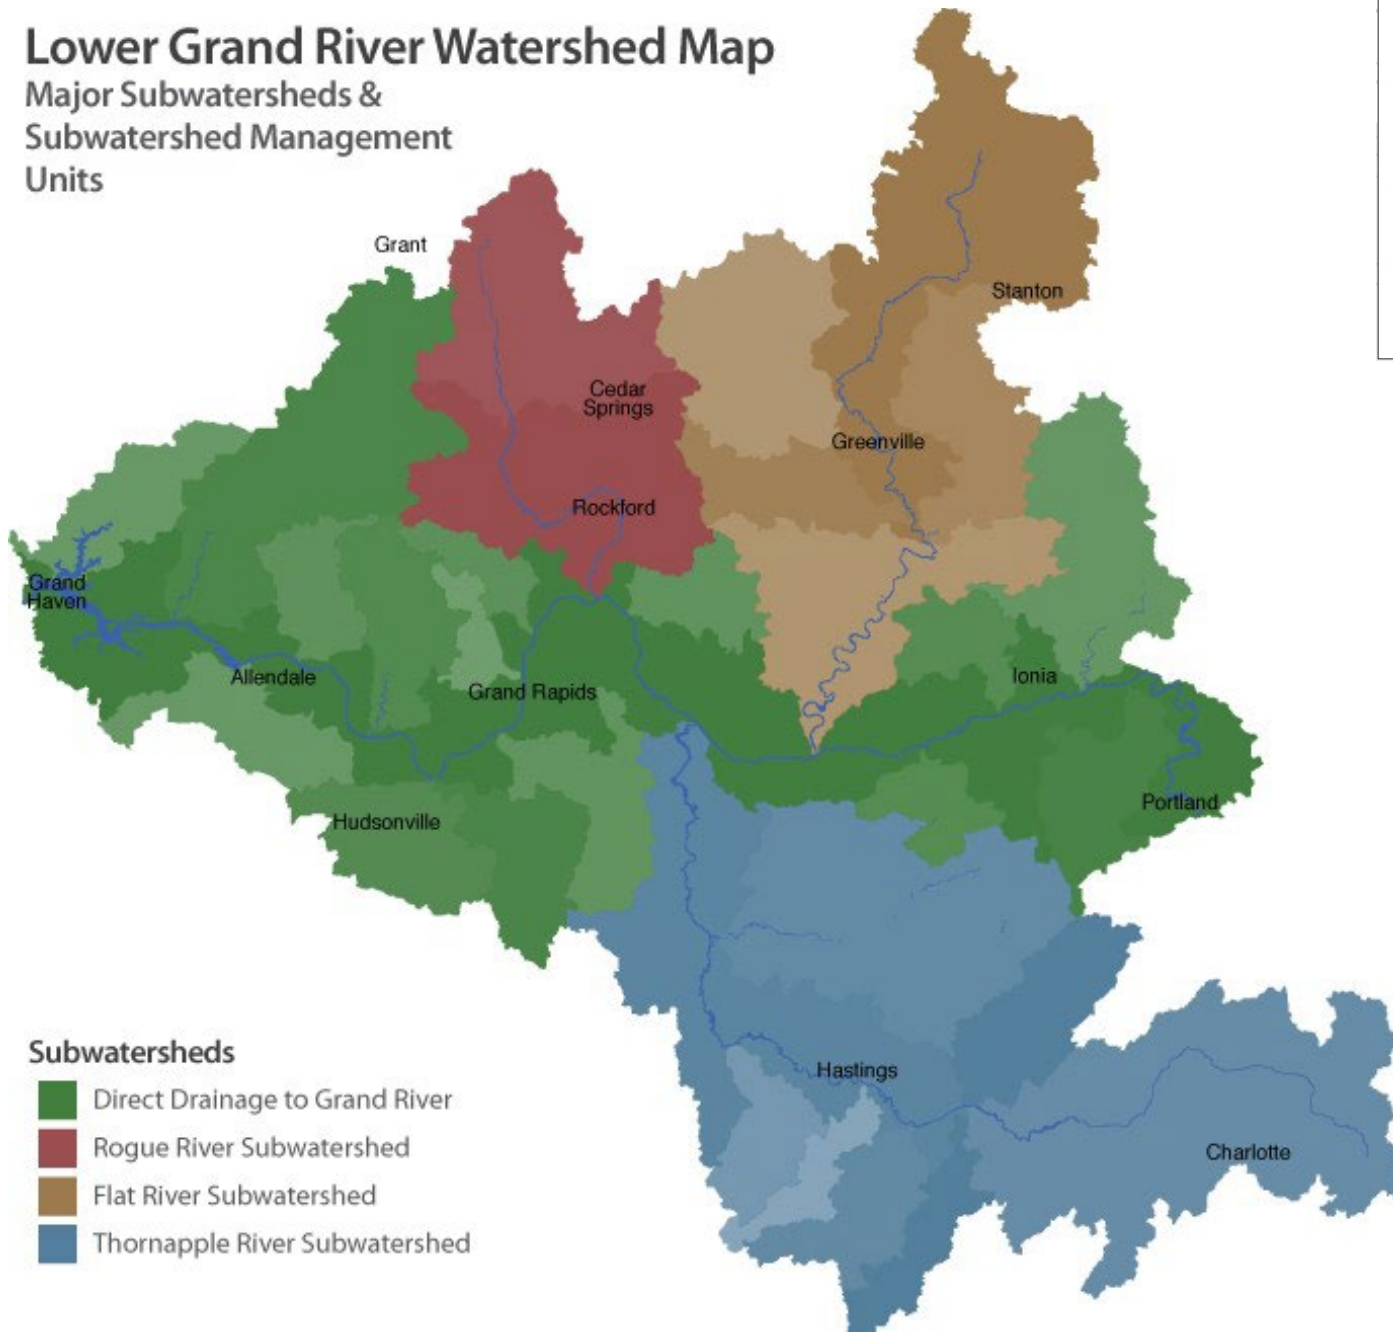 Lower Grand River Watershed Map
Major Subwatersheds &
Subwatershed Management
Units
Grant
Stanton
Cedar
Springs
Greenville
Rockford
Grand
Haven
Allendale
Grand Rapids
Ionia
Hudsonville
Portland
Hastings
Charlotte
Subwatersheds
Direct Drainage to Grand River
Rogue River Subwatershed
Flat River Subwatershed
Thornapple River Subwatershed